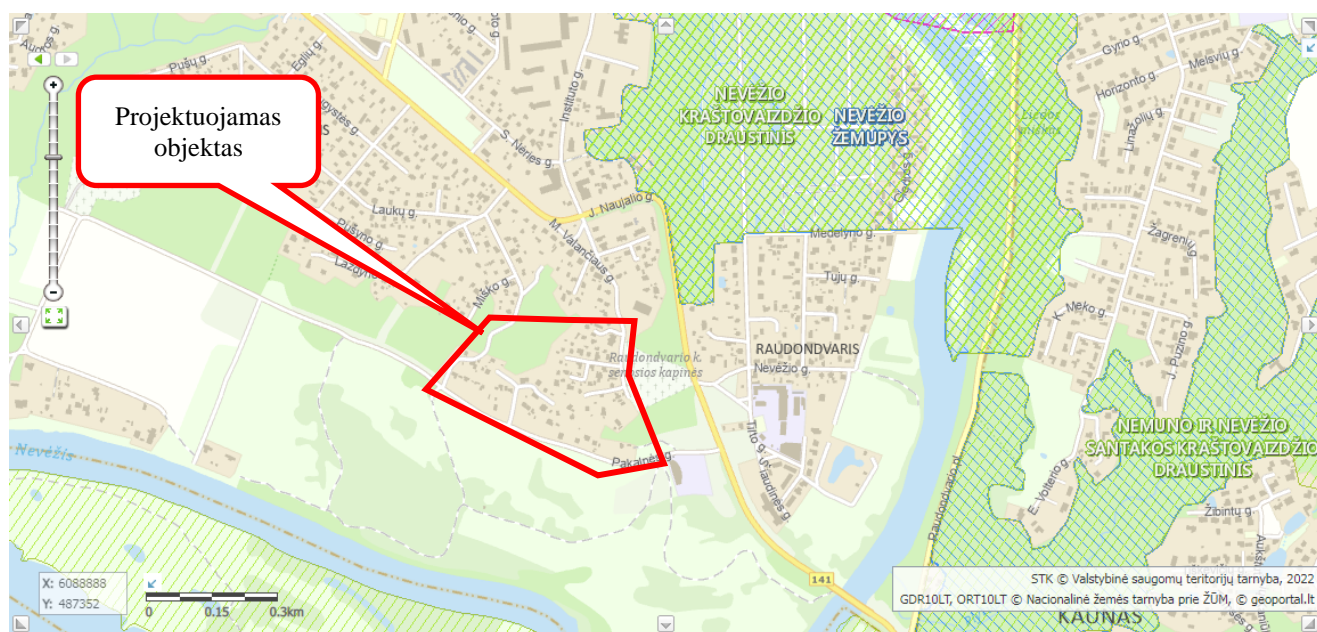 Augros g.
Pušų g.
Eglių g.
Instituto g.
S. Nėries g.
Projektuojamas
objektas
NEVĖŽIO
KRAŠTOVAIZDŽIO
DRAUSTINIS
NEVĖŽIO
ŽEMUPYS
Gyno g.
Melsvių g.
Horizonto g.
Linažolių g.
J. Naujalio g.
Laukų g.
Pušyno g.
M. Valančiaus g.
Miško g.
Medelyno g.
Tujų g.
Žagrenių g.
K. Meko g.
J. Puzino g.
RAUDONDVARIS
Nevėžio g.
Raudondvario k.
senosios kapinės
Pakalnės g.
Raudondvario pl.
E. Volterio g.
NEMUNO IR NEVĖŽIO
SANTAKOS KRAŠTOVAIZDŽIO
DRAUSTINIS
Žibintų g.
Nevėžis
141
X: 6088888
Y: 487352
0 0.15 0.3km
STK © Valstybinė saugomų teritorijų tarnyba, 2022
GDR10LT, ORT10LT © Nacionalinė žemės tarnyba prie ŽŪM, © geoportal.lt
KAUNAS